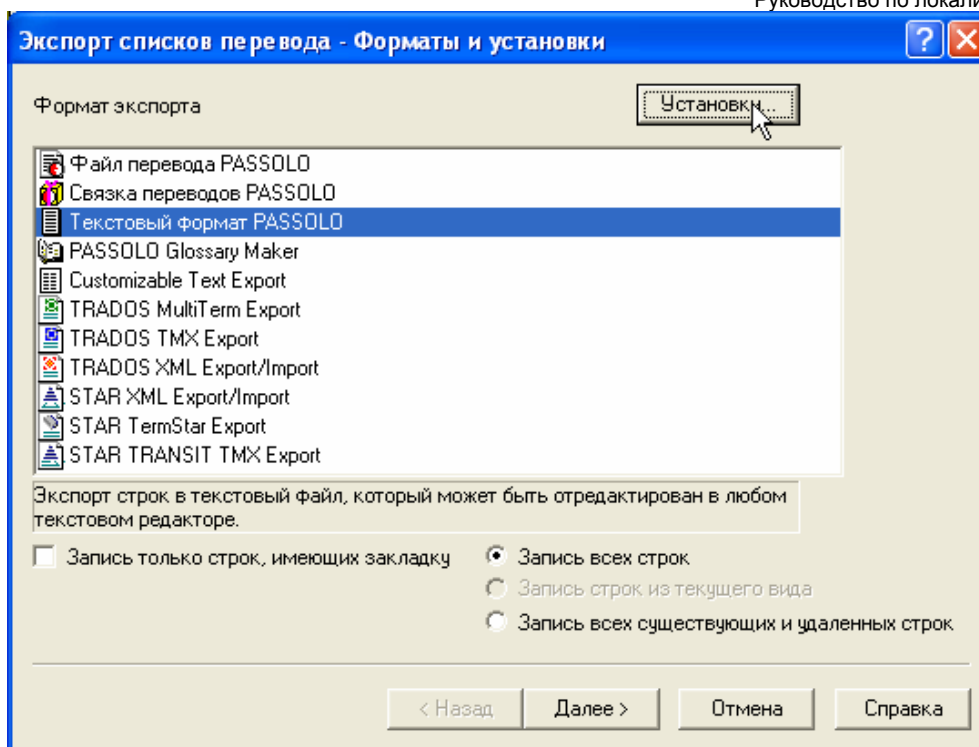 Руководство по локали
Экспорт списков перевода - Форматы и установки
Формат экспорта
Установки...
Файл перевода PASSOLO
Связка переводов PASSOLO
Текстовый формат PASSOLO
PASSOLO Glossary Maker
Customizable Text Export
TRADOS MultiTerm Export
TRADOS TMX Export
TRADOS XML Export/Import
STAR XML Export/Import
STAR TermStar Export
STAR TRANSIT TMX Export
Экспорт строк в текстовый файл, который может быть отредактирован в любом
текстовом редакторе.
Запись только строк, имеющих закладку
Запись всех строк
Запись строк из текущего вида
Запись всех существующих и удаленных строк
< Назад
Далее >
Отмена
Справка